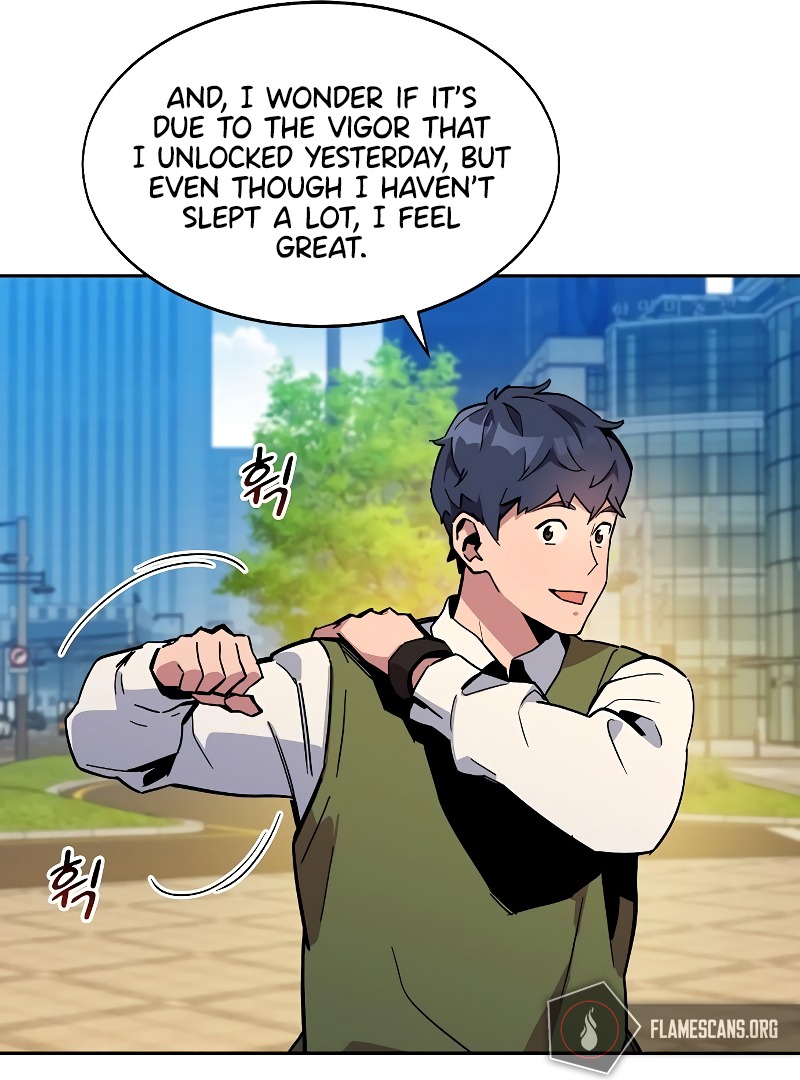 AND, I WONDER IF IT'S
DUE TO THE VIGOR THAT
I UNLOCKED YESTERDAY, BUT
EVEN THOUGH I HAVEN'T
SLEPT A LOT, I FEEL
GREAT.
휙
휙
FLAMESCANS.ORG